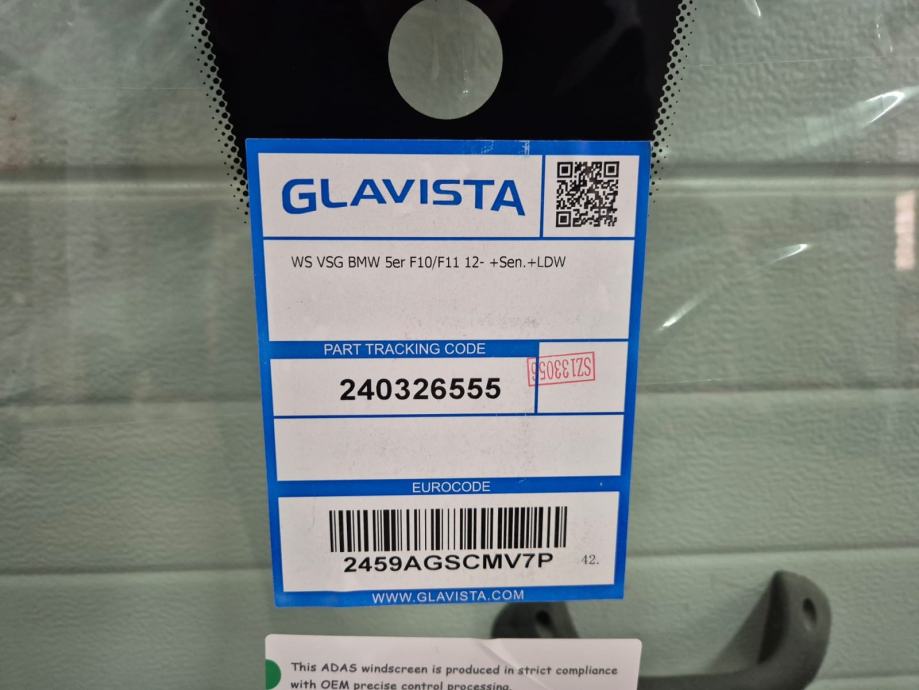 GLAVISTA
WS VSG BMW 5er F10/F11 12- +Sen.+LDW
PART TRACKING CODE
240326555
SZ133056
EUROCODE
2459AGSCMV7P 42.
WWW.GLAVISTA.COM
This ADAS windscreen is produced in strict compliance
with OEM precise control processing.